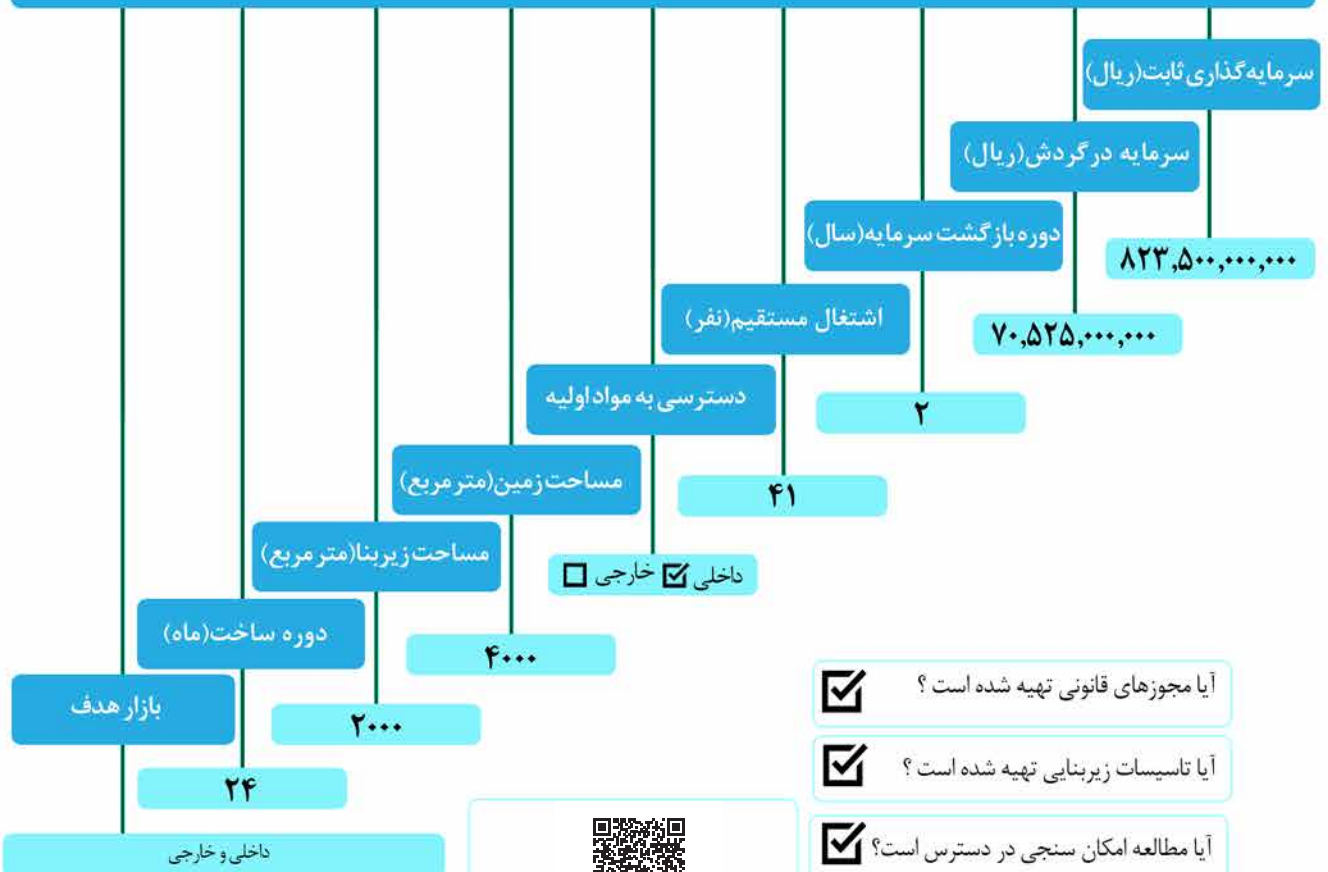 سرمایه‌گذاری ثابت(ریال)
۸۲۳,۵۰۰,۰۰۰,۰۰۰
سرمایه در گردش(ریال)
۷۰,۵۲۵,۰۰۰,۰۰۰
دوره بازگشت سرمایه(سال)
۲
اشتغال مستقیم(نفر)
۴۱
دسترسی به مواد اولیه
داخلی ☑ خارجی ☐
مساحت زمین(متر مربع)
۴۰۰۰
مساحت زیربنا(متر مربع)
۲۰۰۰
دوره ساخت(ماه)
۲۴
بازار هدف
داخلی و خارجی
آیا مجوزهای قانونی تهیه شده است ؟ ☑
آیا تاسیسات زیربنایی تهیه شده است ؟ ☑
آیا مطالعه امکان سنجی در دسترس است؟ ☑